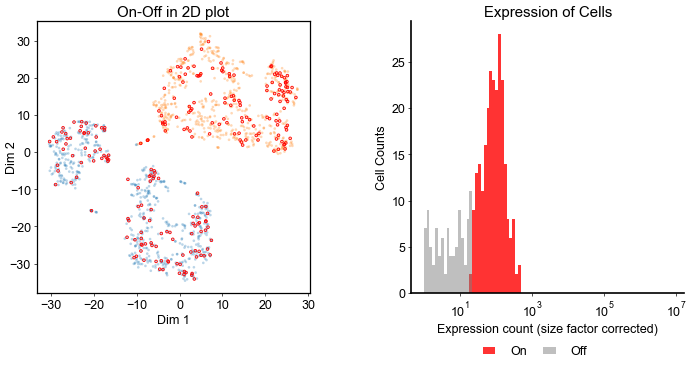 On-Off in 2D plot
Dim 2
30
20
10
0
−10
−20
−30
−30 −20 −10 0 10 20 30
Dim 1
Expression of Cells
Cell Counts
25
20
15
10
5
0
10^1 10^3 10^5 10^7
Expression count (size factor corrected)
On Off